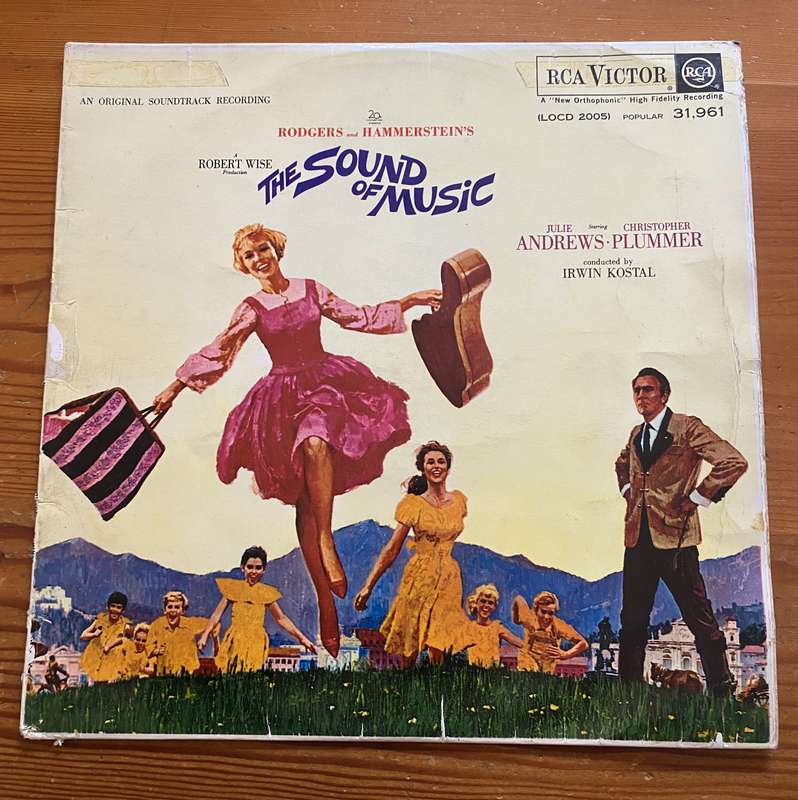 RCA VICTOR
RCA
A "New Orthophonic" High Fidelity Recording
(LOCD 2005) POPULAR 31,961
AN ORIGINAL SOUNDTRACK RECORDING
20
RODGERS and HAMMERSTEIN'S
A
ROBERT WISE
Production
THE SOUND
OF MUSIC
JULIE Starring CHRISTOPHER
ANDREWS · PLUMMER
conducted by
IRWIN KOSTAL